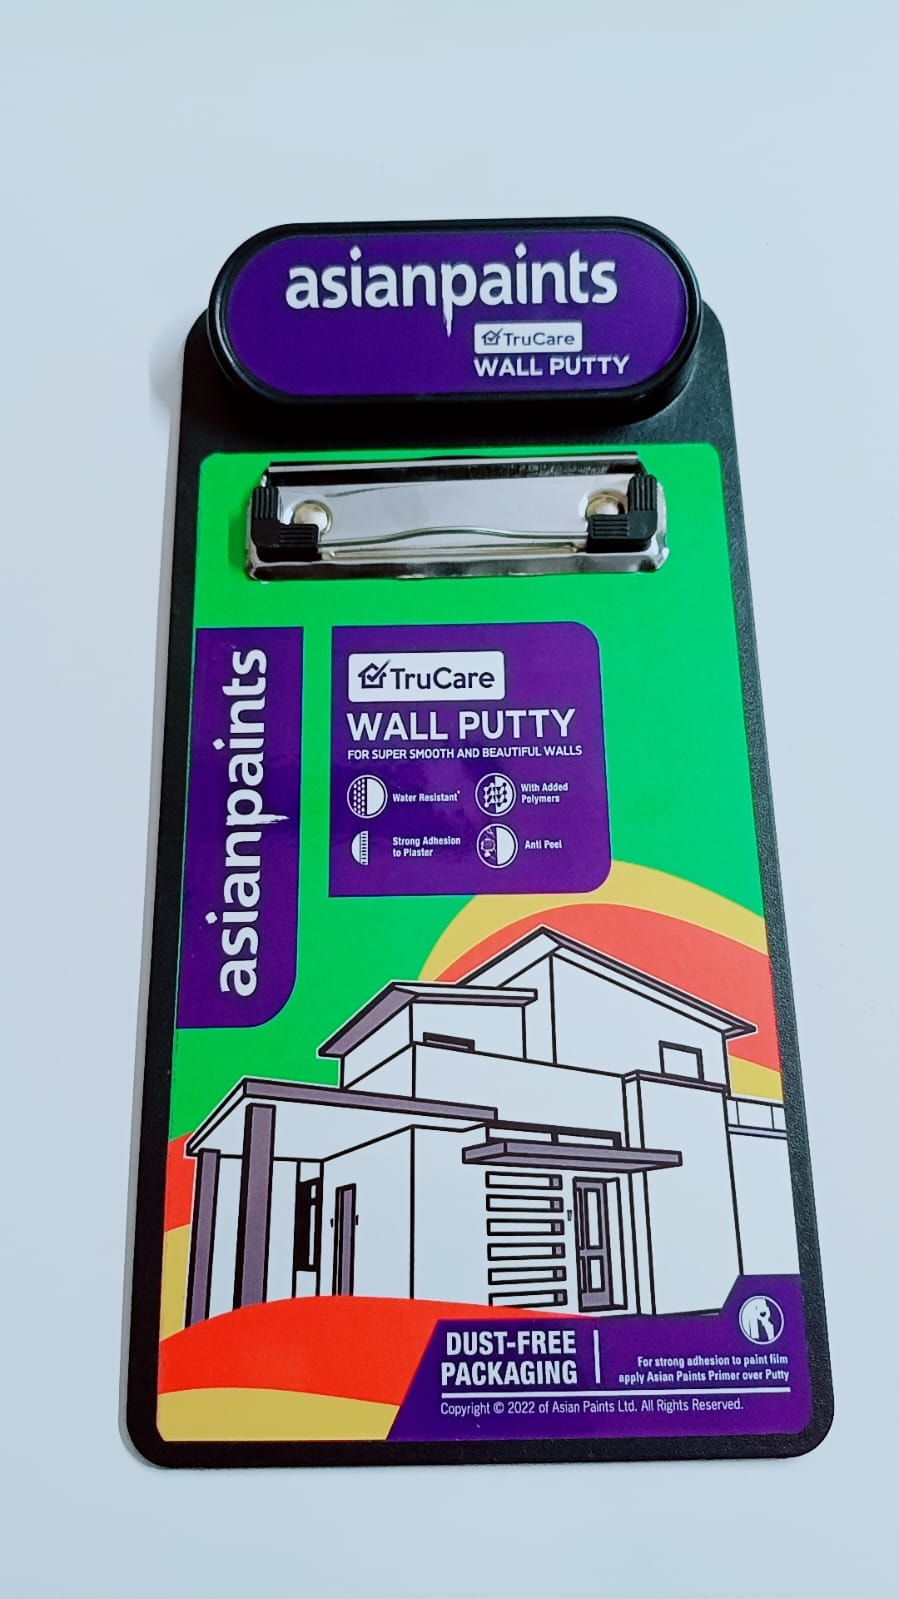 asianpaints
TruCare
WALL PUTTY
asianpaints
TruCare
WALL PUTTY
FOR SUPER SMOOTH AND BEAUTIFUL WALLS
Water Resistant*
With Added
Polymers
Strong Adhesion
to Plaster
Anti Peel
DUST-FREE
PACKAGING
For strong adhesion to paint film
apply Asian Paints Primer over Putty
Copyright © 2022 of Asian Paints Ltd. All Rights Reserved.